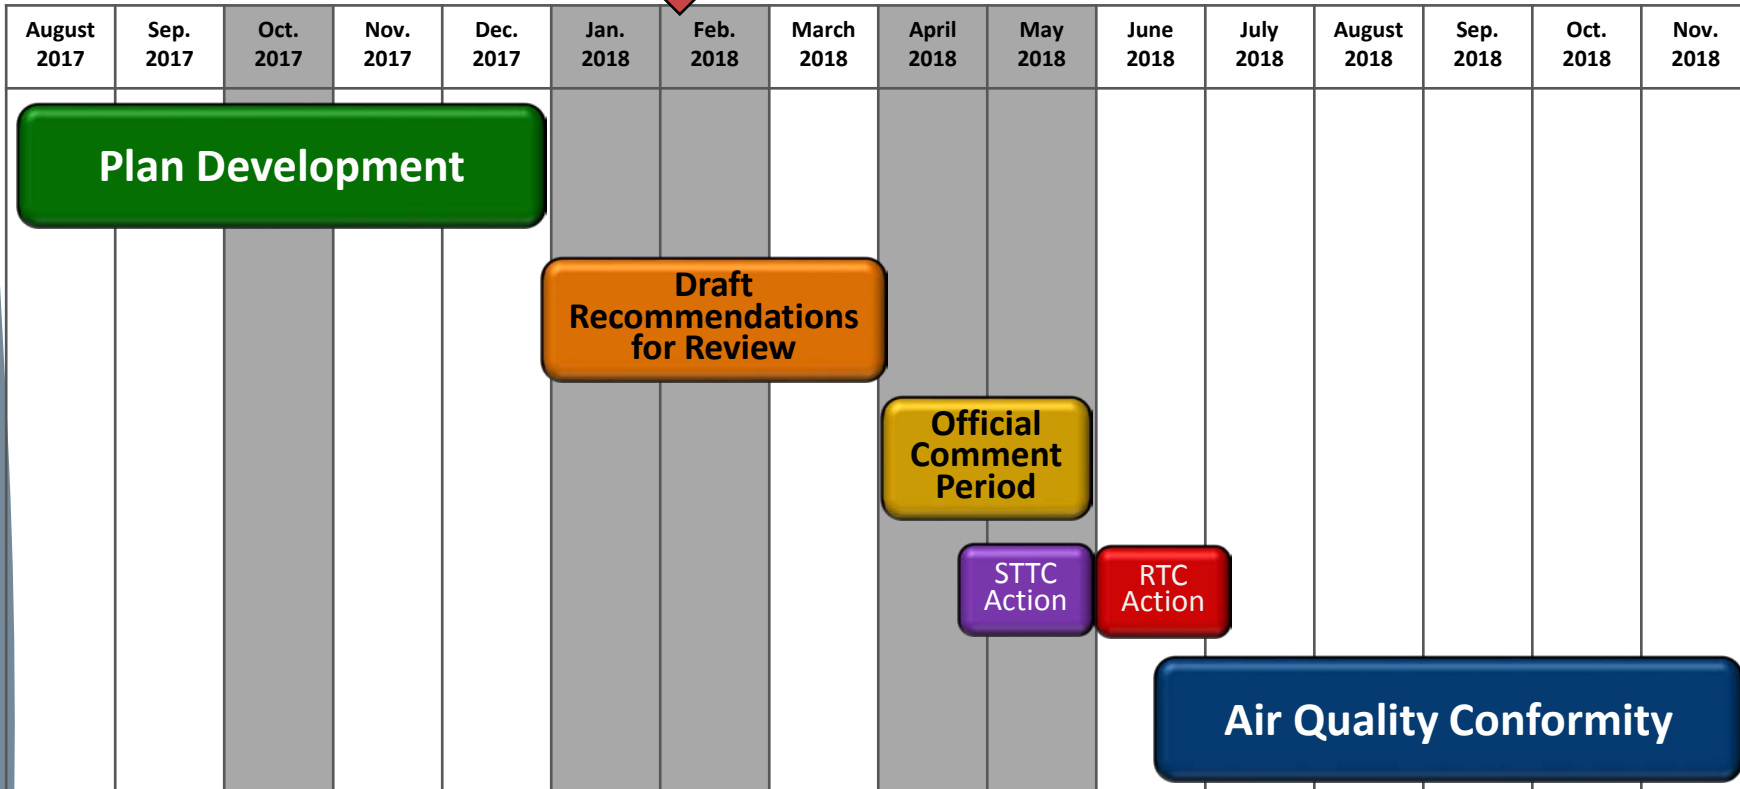 August Sep. Oct. Nov. Dec. Jan. Feb. March April May June July August Sep. Oct. Nov.
2017 2017 2017 2017 2017 2018 2018 2018 2018 2018 2018 2018 2018 2018 2018 2018
Plan Development
Draft
Recommendations
for Review
Official
Comment
Period
STTC
Action
RTC
Action
Air Quality Conformity